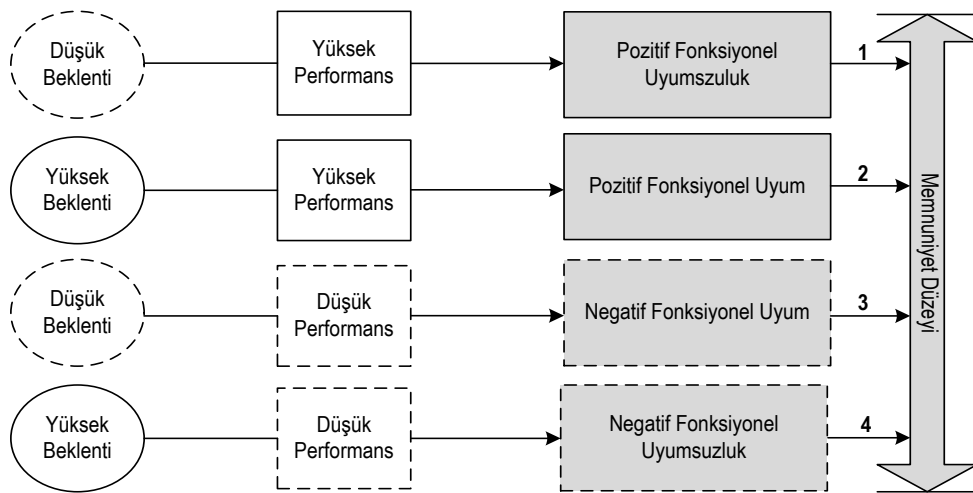 Düşük
Beklenti
Yüksek
Performans
Pozitif Fonksiyonel
Uyumszuluk
1
Yüksek
Beklenti
Yüksek
Performans
Pozitif Fonksiyonel Uyum
2
Düşük
Beklenti
Düşük
Performans
Negatif Fonksiyonel Uyum
3
Yüksek
Beklenti
Düşük
Performans
Negatif Fonksiyonel
Uyumsuzluk
4
Memnuniyet Düzeyi